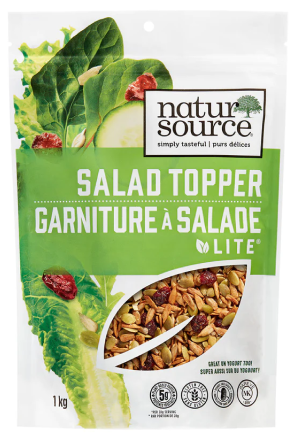 natur
source
simply tasteful | purs délices
SALAD TOPPER
GARNITURE À SALADE
LITE®
GREAT ON YOGURT TOO!
SUPER AUSSI SUR DU YOGOURT!
1 kg
5g